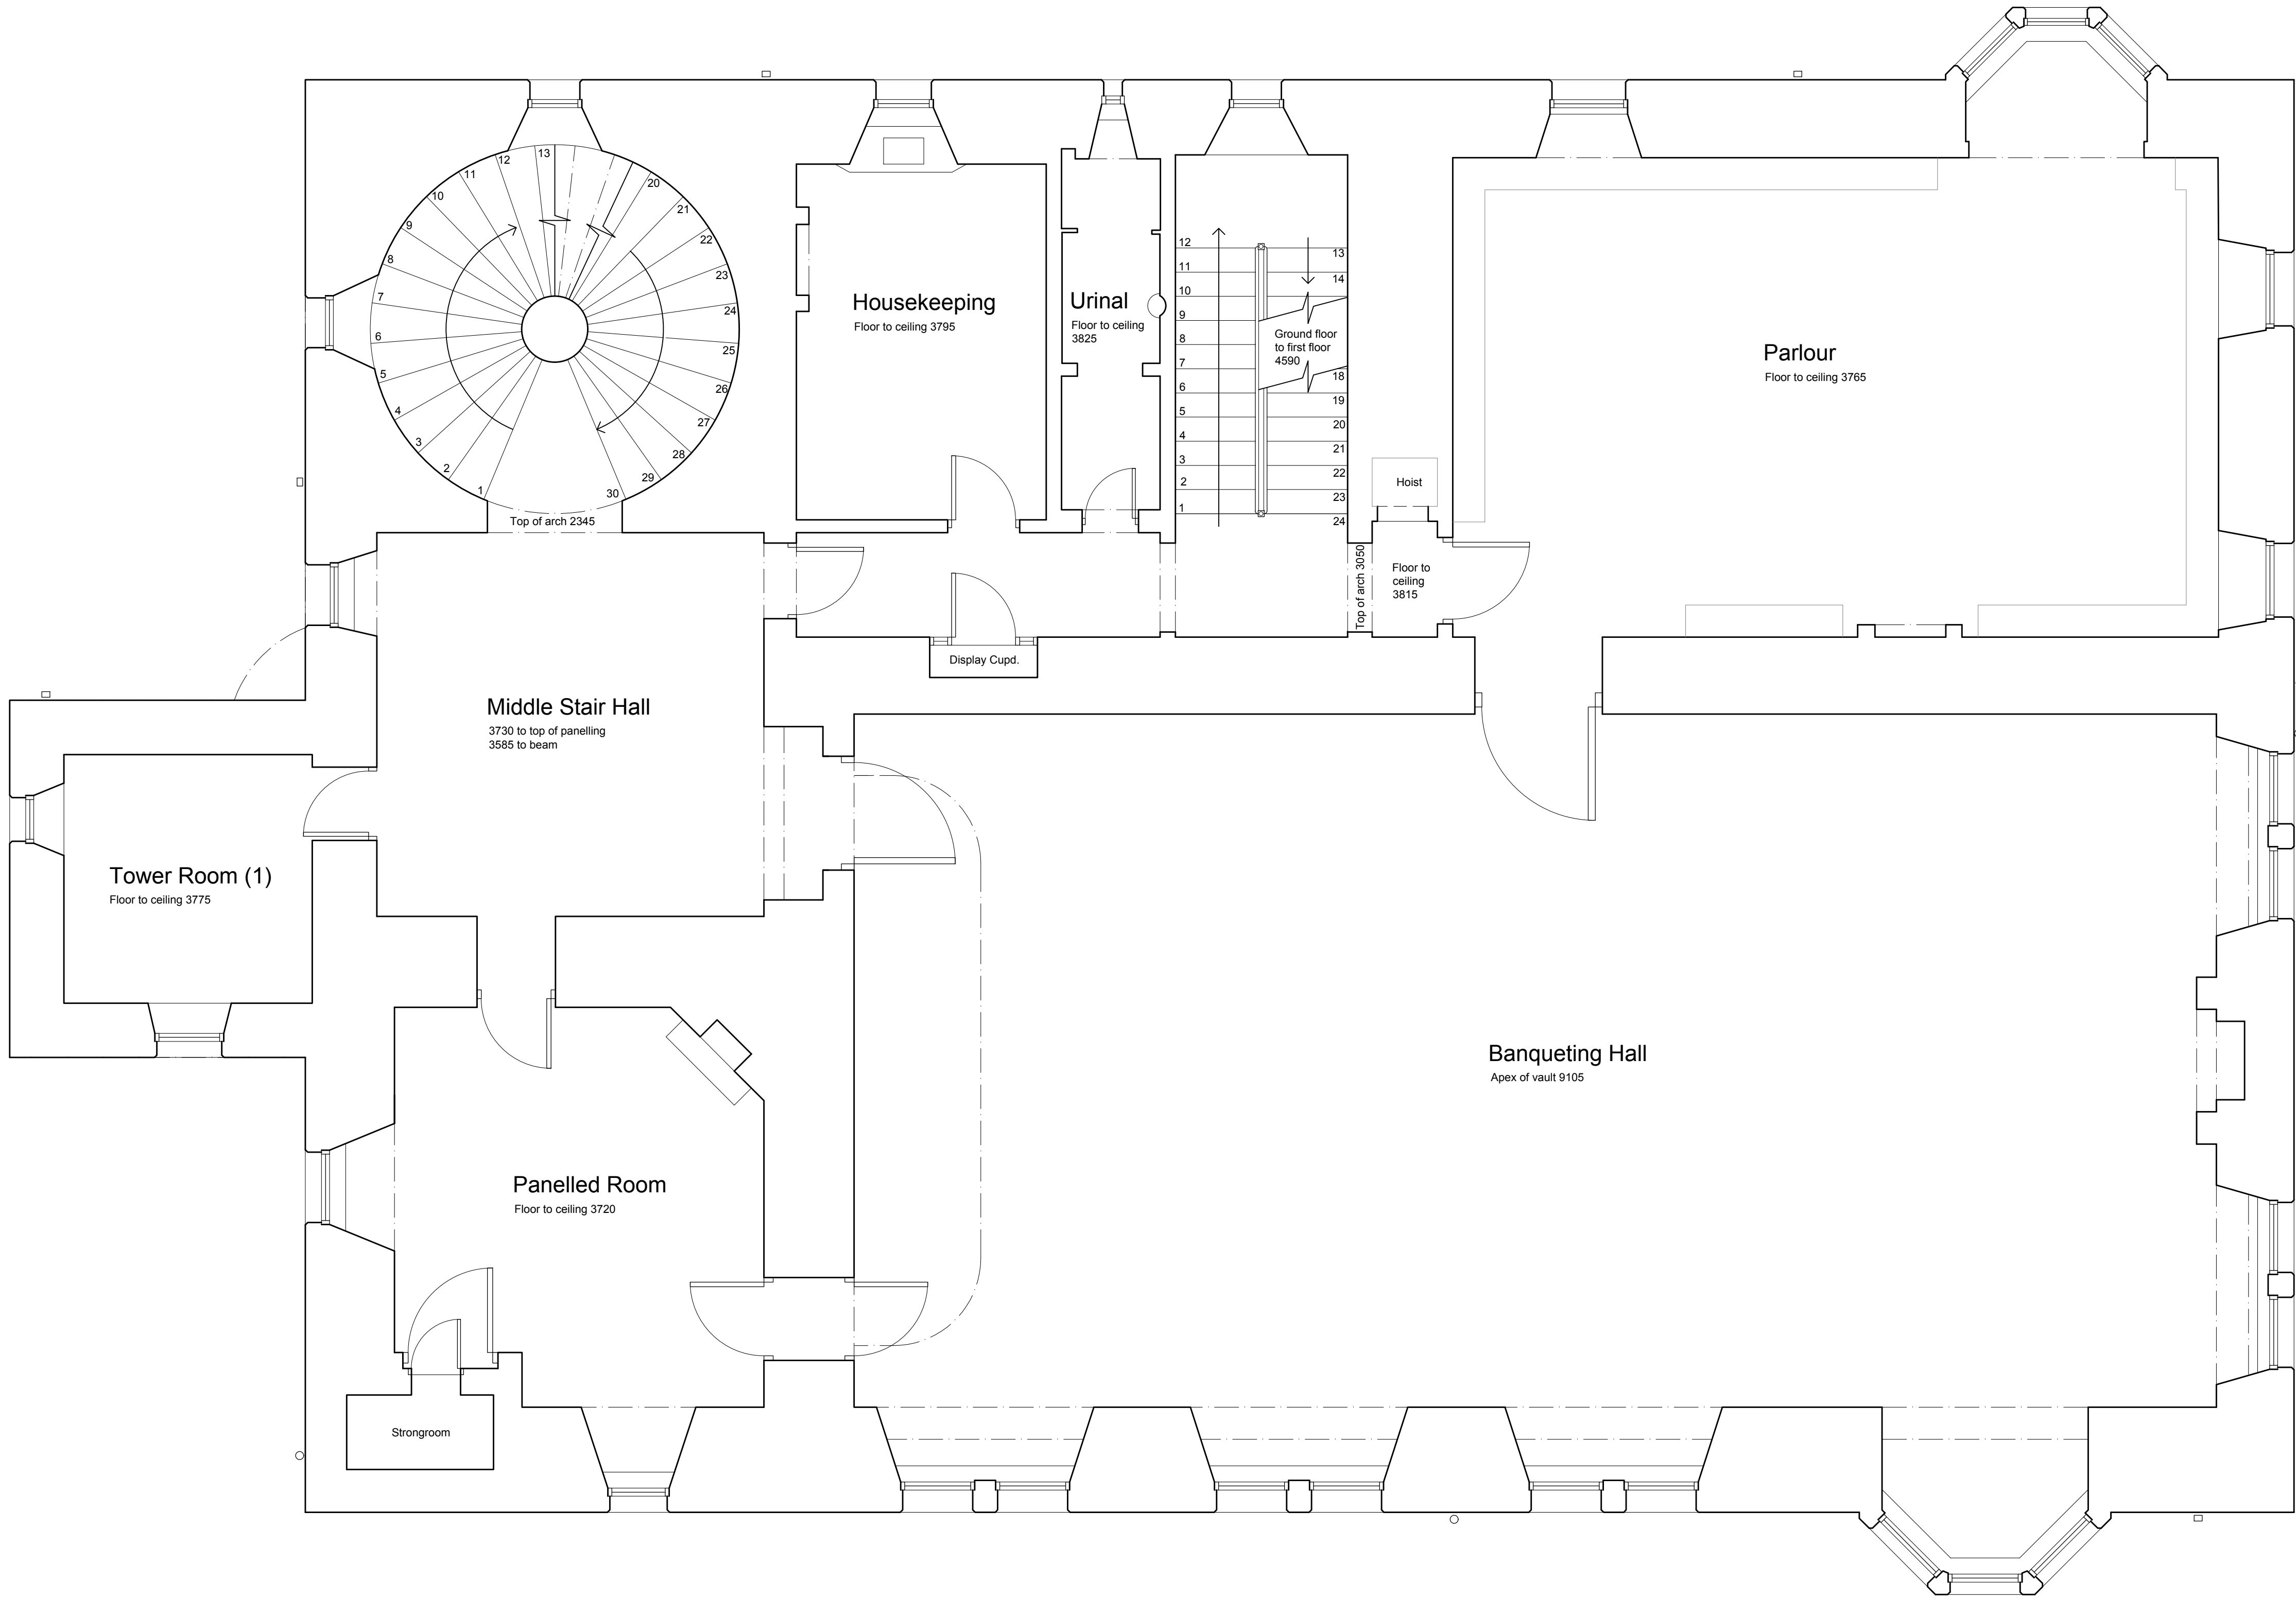 12
13
11
10
9
8
7
6
5
4
3
2
1
20
21
22
23
24
25
26
27
28
29
30
Top of arch 2345
Housekeeping
Floor to ceiling 3795
Urinal
Floor to ceiling
3825
12
11
10
9
8
7
6
5
4
3
2
1
13
14
Ground floor
to first floor
4590
18
19
20
21
22
23
24
Hoist
Top of arch 3050
Floor to
ceiling
3815
Parlour
Floor to ceiling 3765
Display Cupd.
Middle Stair Hall
3730 to top of panelling
3585 to beam
Tower Room (1)
Floor to ceiling 3775
Banqueting Hall
Apex of vault 9105
Panelled Room
Floor to ceiling 3720
Strongroom